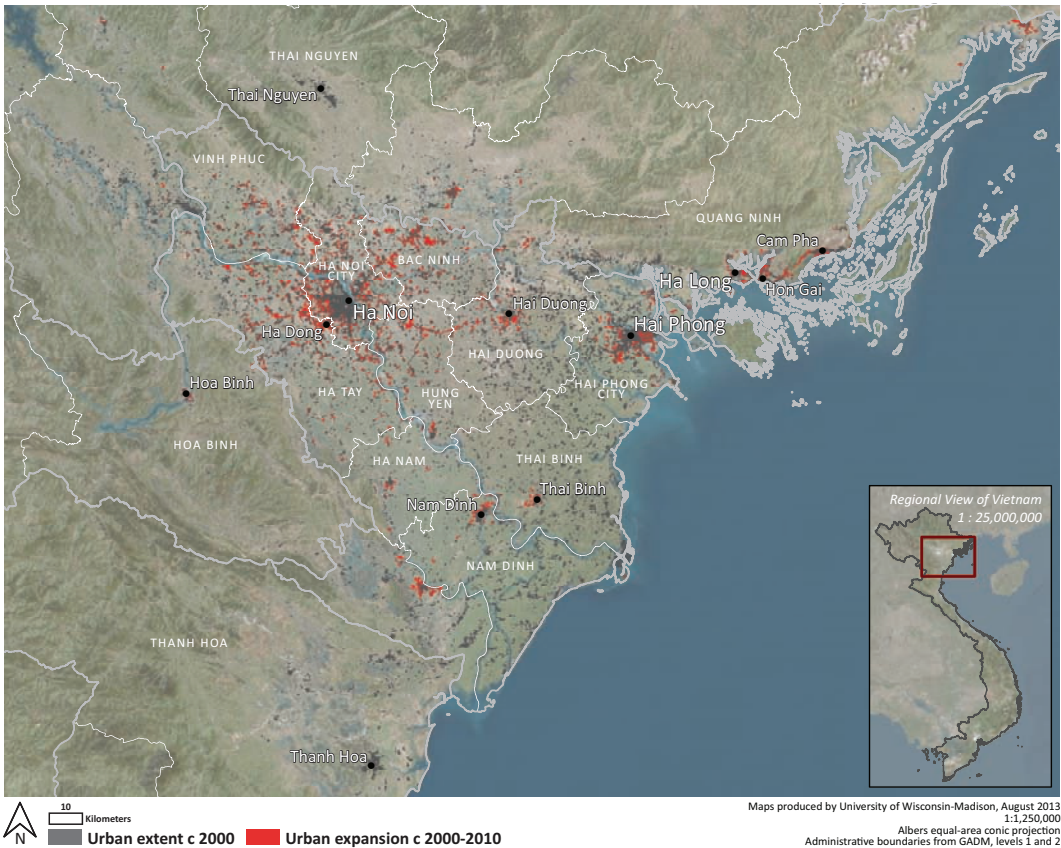 THAI NGUYEN
Thai Nguyen
VINH PHUC
QUANG NINH
Cam Pha
HA NOI
CITY
BAC NINH
Ha Long
Hon Gai
Ha Noi
Hai Duong
Hai Phong
Ha Dong
HAI DUONG
Hoa Binh
HA TAY
HUNG
YEN
HAI PHONG
CITY
HOA BINH
HA NAM
THAI BINH
Nam Dinh
Thai Binh
NAM DINH
THANH HOA
Thanh Hoa
Regional View of Vietnam
1 : 25,000,000
10
Kilometers
N
Urban extent c 2000
Urban expansion c 2000-2010
Maps produced by University of Wisconsin-Madison, August 2013
1:1,250,000
Albers equal-area conic projection
Administrative boundaries from GADM, levels 1 and 2